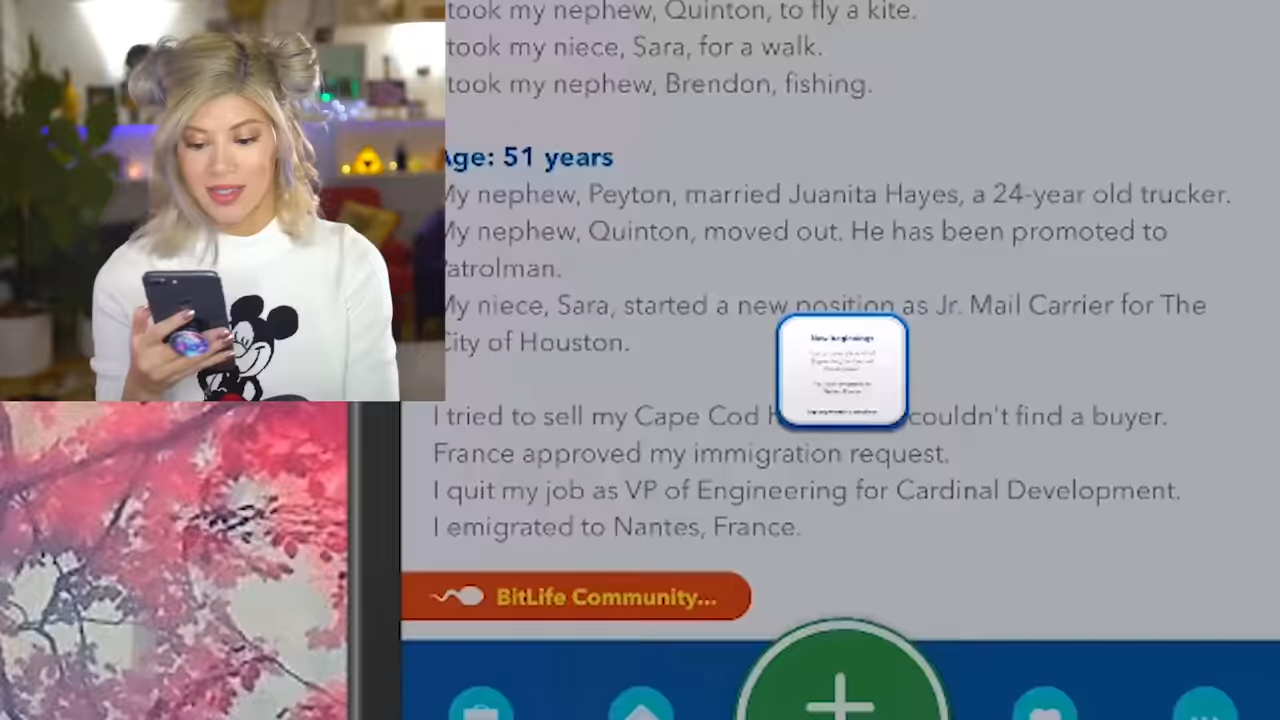 took my nephew, Quinton, to fly a kite.
took my niece, Sara, for a walk.
took my nephew, Brendon, fishing.
Age: 51 years
My nephew, Peyton, married Juanita Hayes, a 24-year old trucker.
My nephew, Quinton, moved out. He has been promoted to
Patrolman.
My niece, Sara, started a new position as Jr. Mail Carrier for The
City of Houston.
New beginnings
I tried to sell my Cape Cod couldn't find a buyer.
France approved my immigration request.
I quit my job as VP of Engineering for Cardinal Development.
I emigrated to Nantes, France.
BitLife Community...